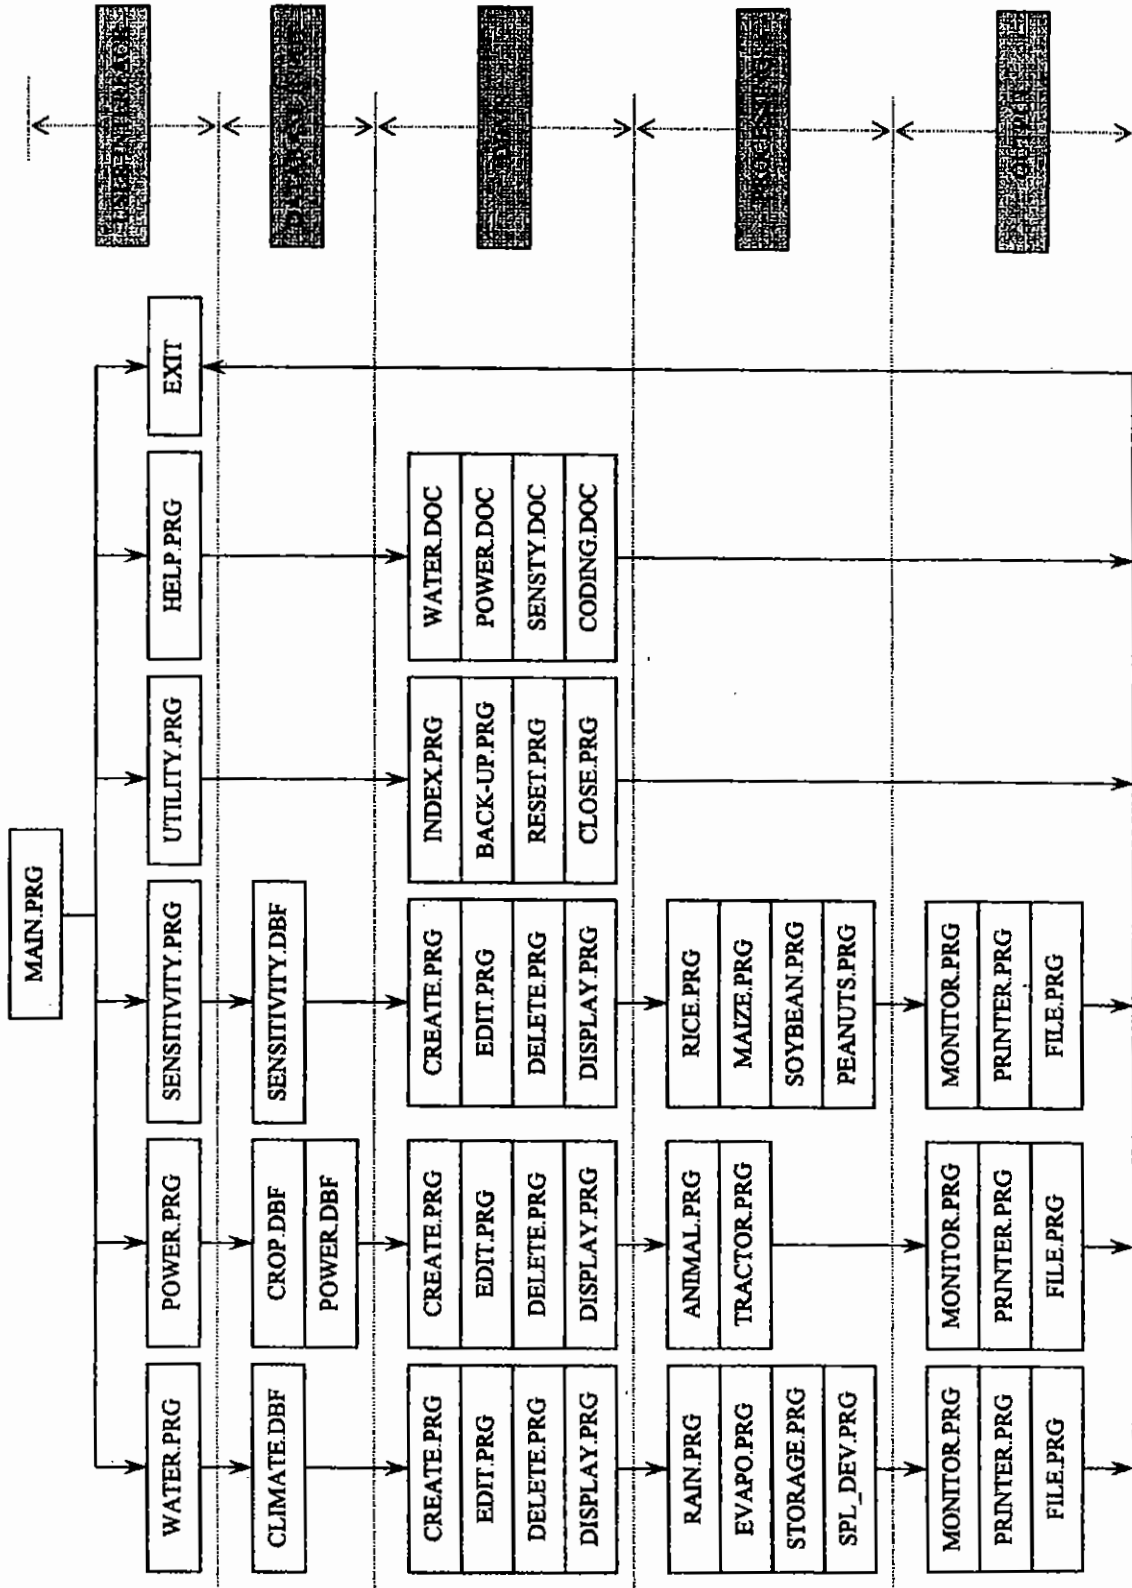 MAIN.PRG
WATER.PRG
POWER.PRG
SENSITIVITY.PRG
UTILITY.PRG
HELP.PRG
EXIT
USER INTERFACE
CLIMATE.DBF
CROP.DBF
POWER.DBF
SENSITIVITY.DBF
CREATE.PRG
EDIT.PRG
DELETE.PRG
DISPLAY.PRG
CREATE.PRG
EDIT.PRG
DELETE.PRG
DISPLAY.PRG
CREATE.PRG
EDIT.PRG
DELETE.PRG
DISPLAY.PRG
INDEX.PRG
BACK-UP.PRG
RESET.PRG
CLOSE.PRG
WATER.DOC
POWER.DOC
SENSTY.DOC
CODING.DOC
RAIN.PRG
EVAPO.PRG
STORAGE.PRG
SPL_DEV.PRG
ANIMAL.PRG
TRACTOR.PRG
RICE.PRG
MAIZE.PRG
SOYBEAN.PRG
PEANUTS.PRG
PROCESSING
MONITOR.PRG
PRINTER.PRG
FILE.PRG
MONITOR.PRG
PRINTER.PRG
FILE.PRG
MONITOR.PRG
PRINTER.PRG
FILE.PRG
OUTPUT